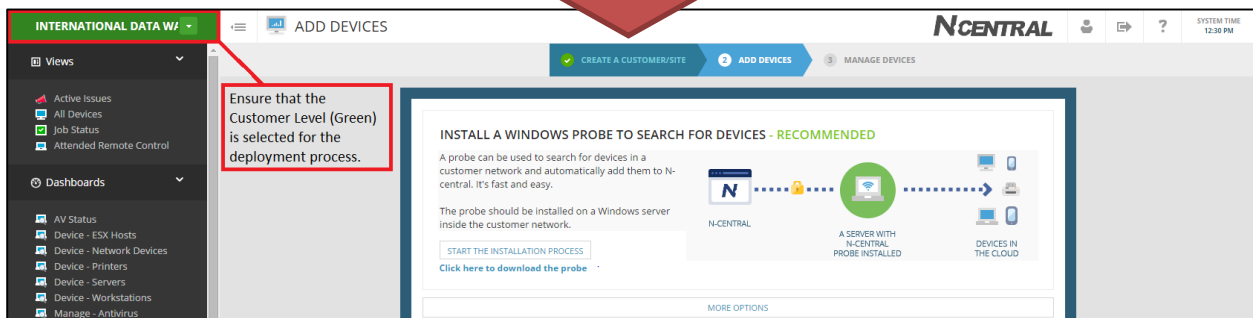 INTERNATIONAL DATA WA
ADD DEVICES
NCENTRAL
?
SYSTEM TIME
12:30 PM
CREATE A CUSTOMER/SITE
2 ADD DEVICES
3 MANAGE DEVICES
Views
Active Issues
All Devices
Job Status
Attended Remote Control
Dashboards
AV Status
Device - ESX Hosts
Device - Network Devices
Device - Printers
Device - Servers
Device - Workstations
Manage - Antivirus
Ensure that the
Customer Level (Green)
is selected for the
deployment process.
INSTALL A WINDOWS PROBE TO SEARCH FOR DEVICES - RECOMMENDED
A probe can be used to search for devices in a
customer network and automatically add them to N-
central. It's fast and easy.
The probe should be installed on a Windows server
inside the customer network.
START THE INSTALLATION PROCESS
Click here to download the probe
N
N-CENTRAL
A SERVER WITH
N-CENTRAL
PROBE INSTALLED
DEVICES IN
THE CLOUD
MORE OPTIONS